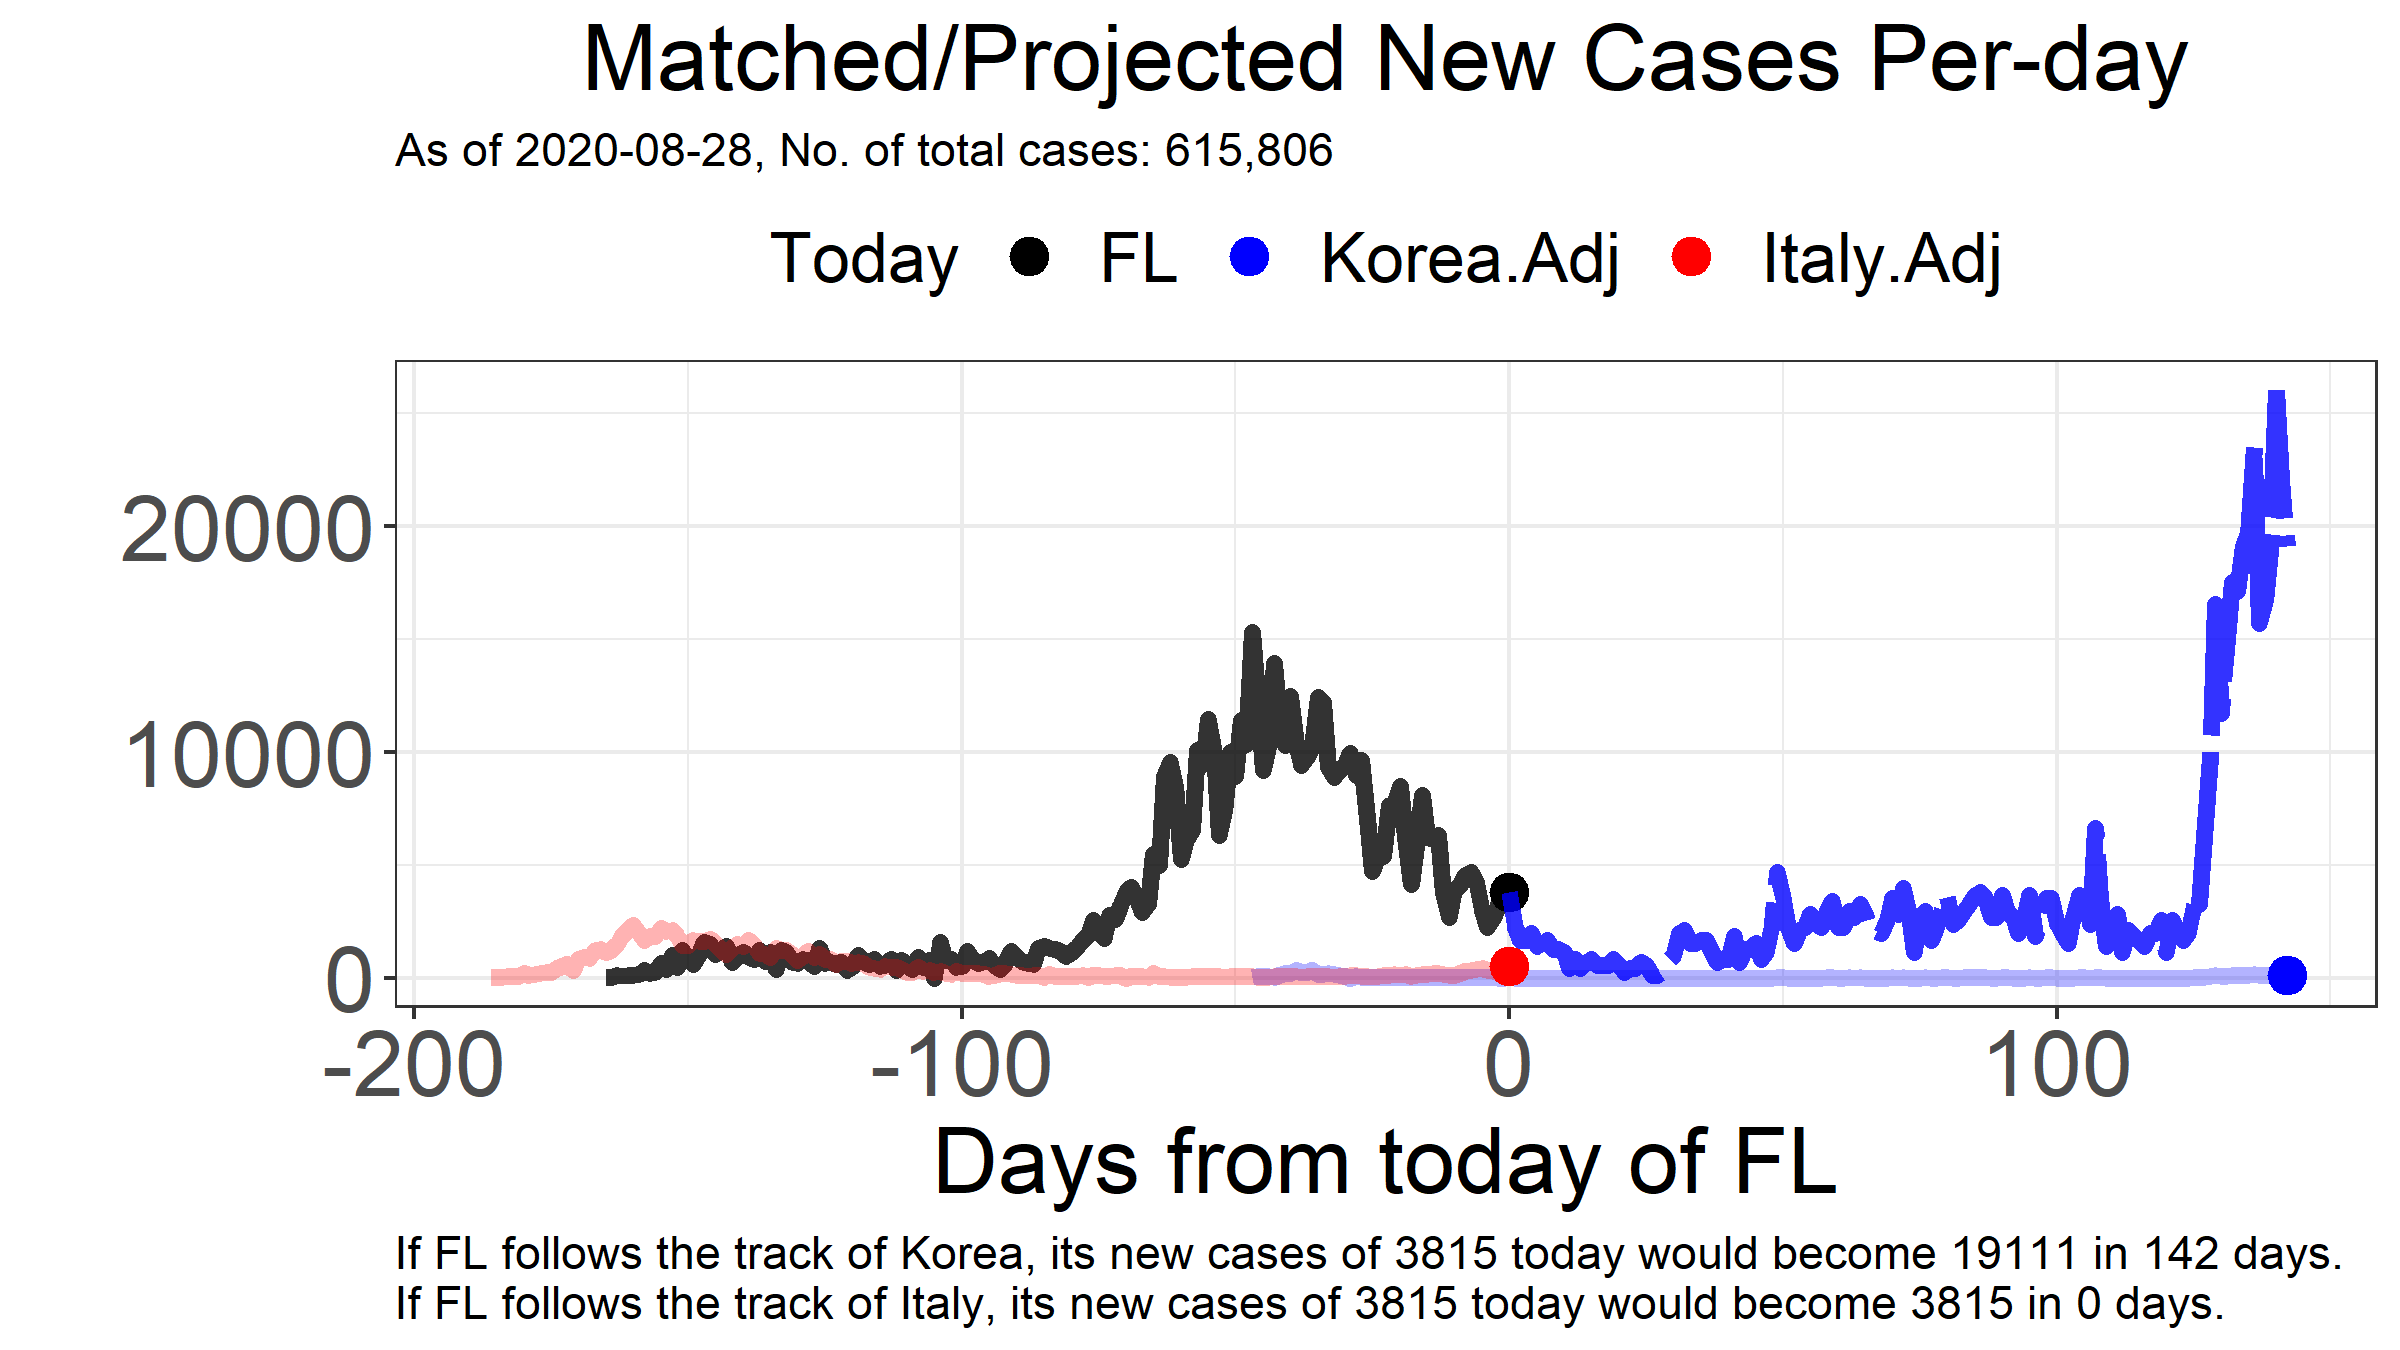 Matched/Projected New Cases Per-day
As of 2020-08-28, No. of total cases: 615,806
Today FL Korea.Adj Italy.Adj
20000
10000
0
-200 -100 0 100
Days from today of FL
If FL follows the track of Korea, its new cases of 3815 today would become 19111 in 142 days.
If FL follows the track of Italy, its new cases of 3815 today would become 3815 in 0 days.